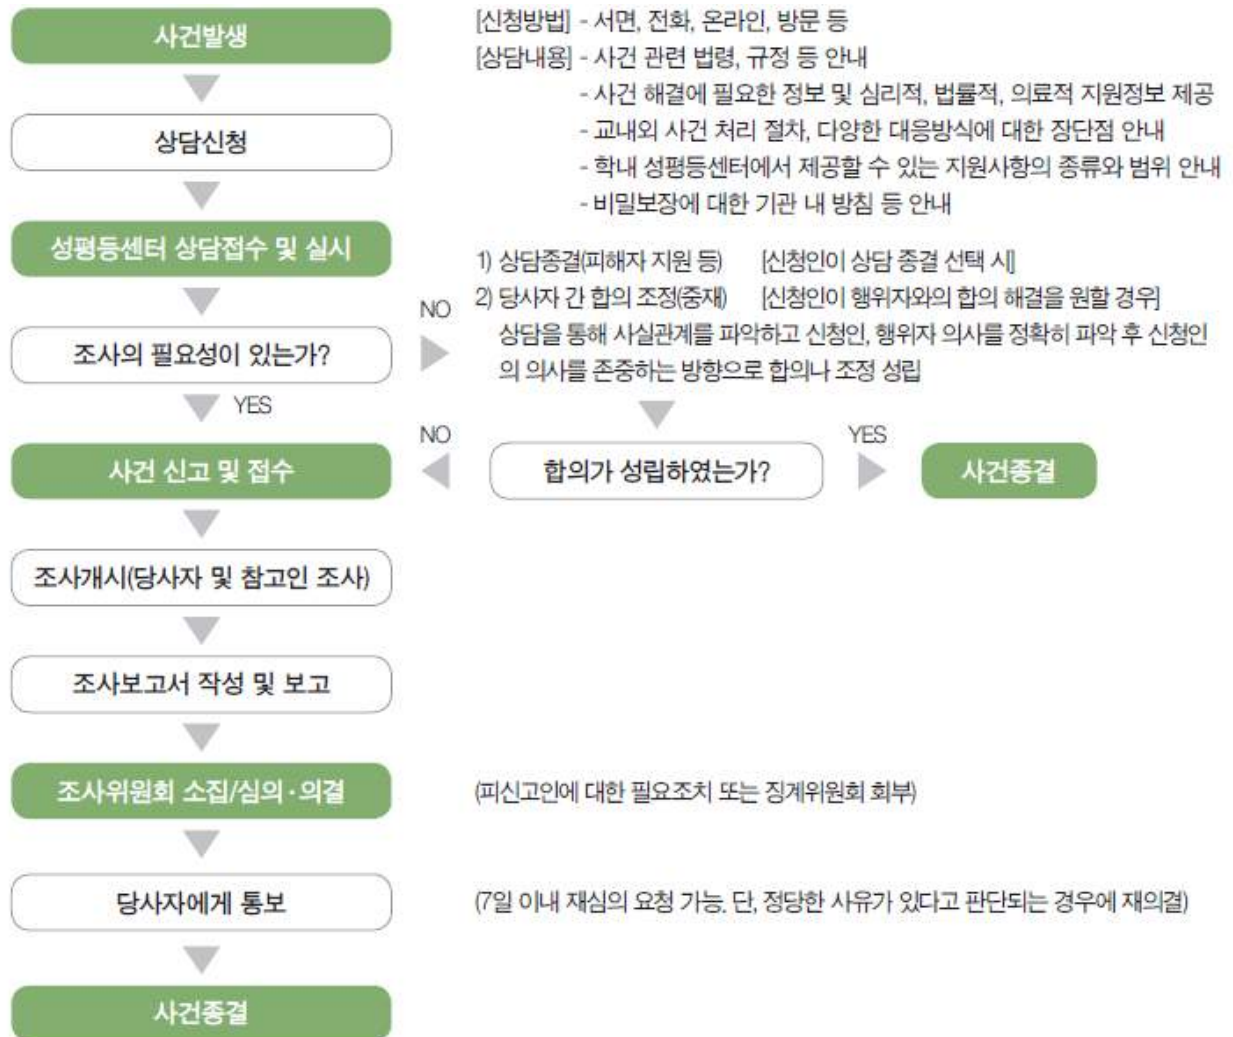 사건발생
[신청방법] - 서면, 전화, 온라인, 방문 등
[상담내용] - 사건 관련 법령, 규정 등 안내
- 사건 해결에 필요한 정보 및 심리적, 법률적, 의료적 지원정보 제공
상담신청
- 교내외 사건 처리 절차, 다양한 대응방식에 대한 장단점 안내
- 학내 성평등센터에서 제공할 수 있는 지원사항의 종류와 범위 안내
- 비밀보장에 대한 기관 내 방침 등 안내
성평등센터 상담접수 및 실시
1) 상담종결(피해자 지원 등) [신청인이 상담 종결 선택 시]
NO
2) 당사자 간 합의 조정(중재) [신청인이 행위자와의 합의 해결을 원할 경우]
상담을 통해 사실관계를 파악하고 신청인, 행위자 의사를 정확히 파악 후 신청인
의 의사를 존중하는 방향으로 합의나 조정 성립
조사의 필요성이 있는가?
YES
NO
YES
사건 신고 및 접수
합의가 성립하였는가?
사건종결
조사개시(당사자 및 참고인 조사)
조사보고서 작성 및 보고
조사위원회 소집/심의·의결
(피신고인에 대한 필요조치 또는 징계위원회 회부)
당사자에게 통보
(7일 이내 재심의 요청 가능. 단, 정당한 사유가 있다고 판단되는 경우에 재의결)
사건종결